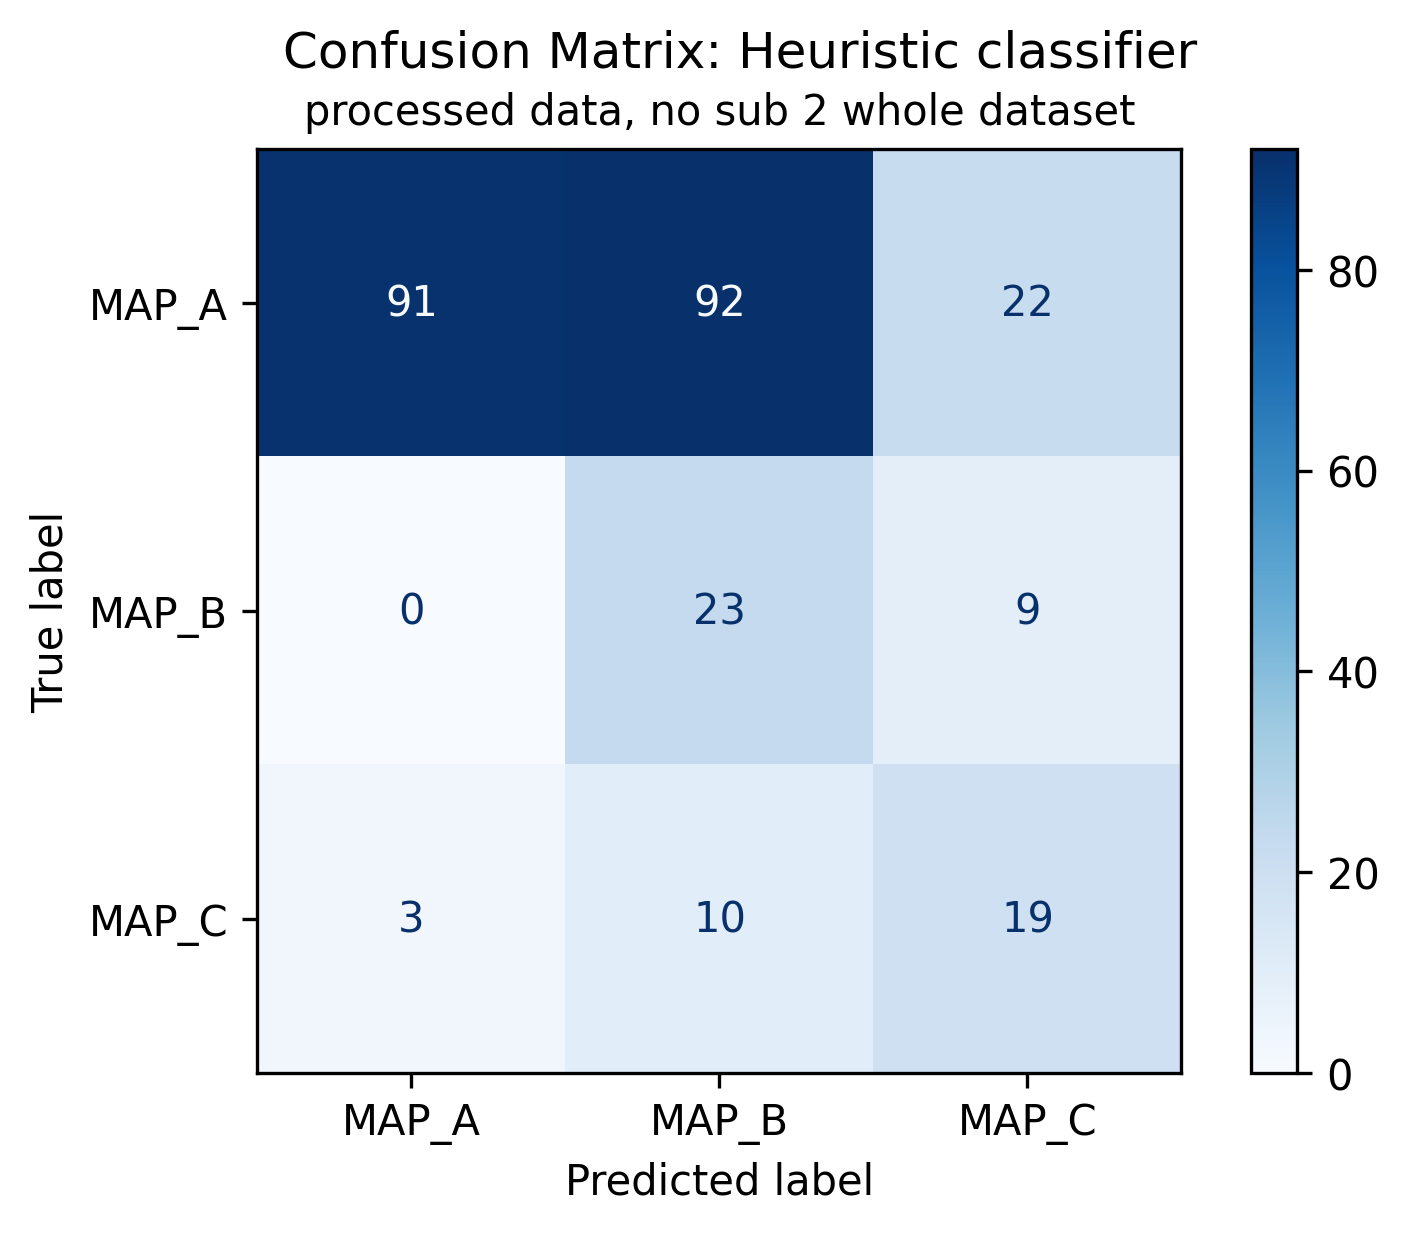 Confusion Matrix: Heuristic classifier
processed data, no sub 2 whole dataset
True label
MAP_A 91 92 22
MAP_B 0 23 9
MAP_C 3 10 19
MAP_A MAP_B MAP_C
Predicted label
80
60
40
20
0